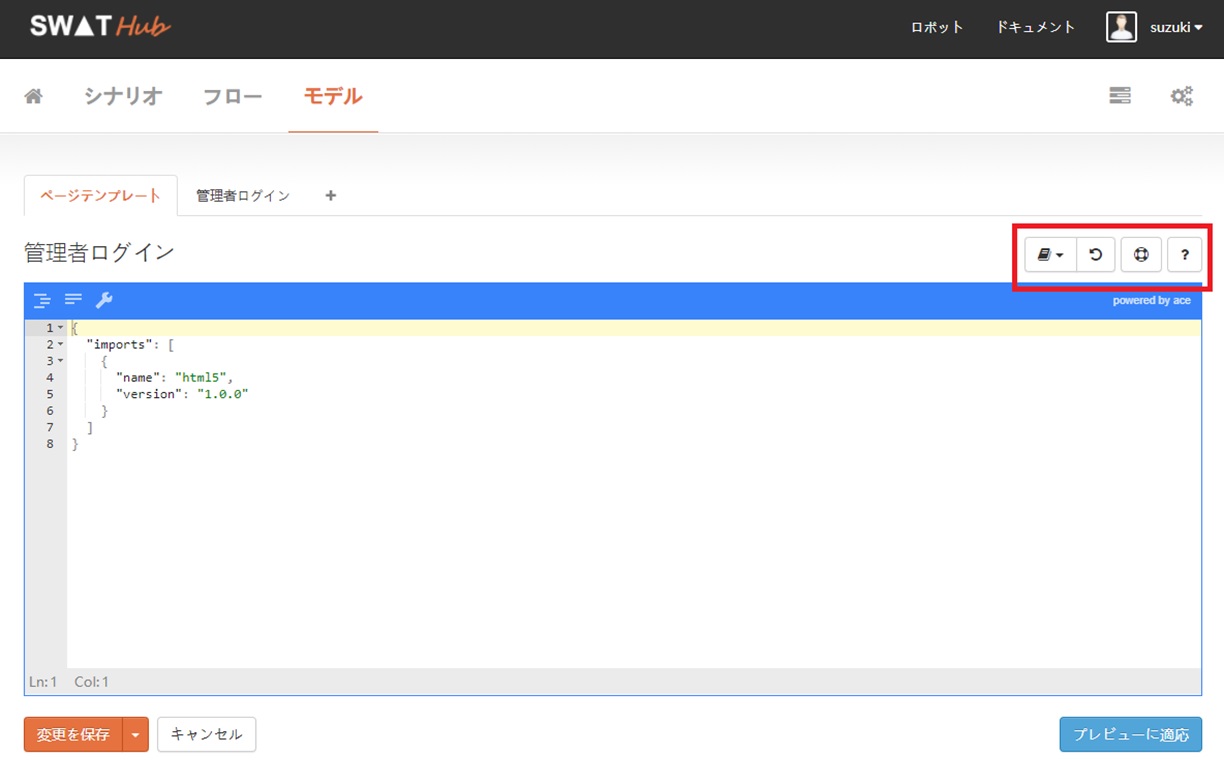 SWAT Hub
ロボット ドキュメント suzuki
シナリオ フロー モデル
ページテンプレート 管理者ログイン +
管理者ログイン
?
powered by ace
1 {
2 "imports": [
3 {
4 "name": "html5",
5 "version": "1.0.0"
6 }
7 ]
8 }
Ln: 1 Col: 1
変更を保存 キャンセル プレビューに適応